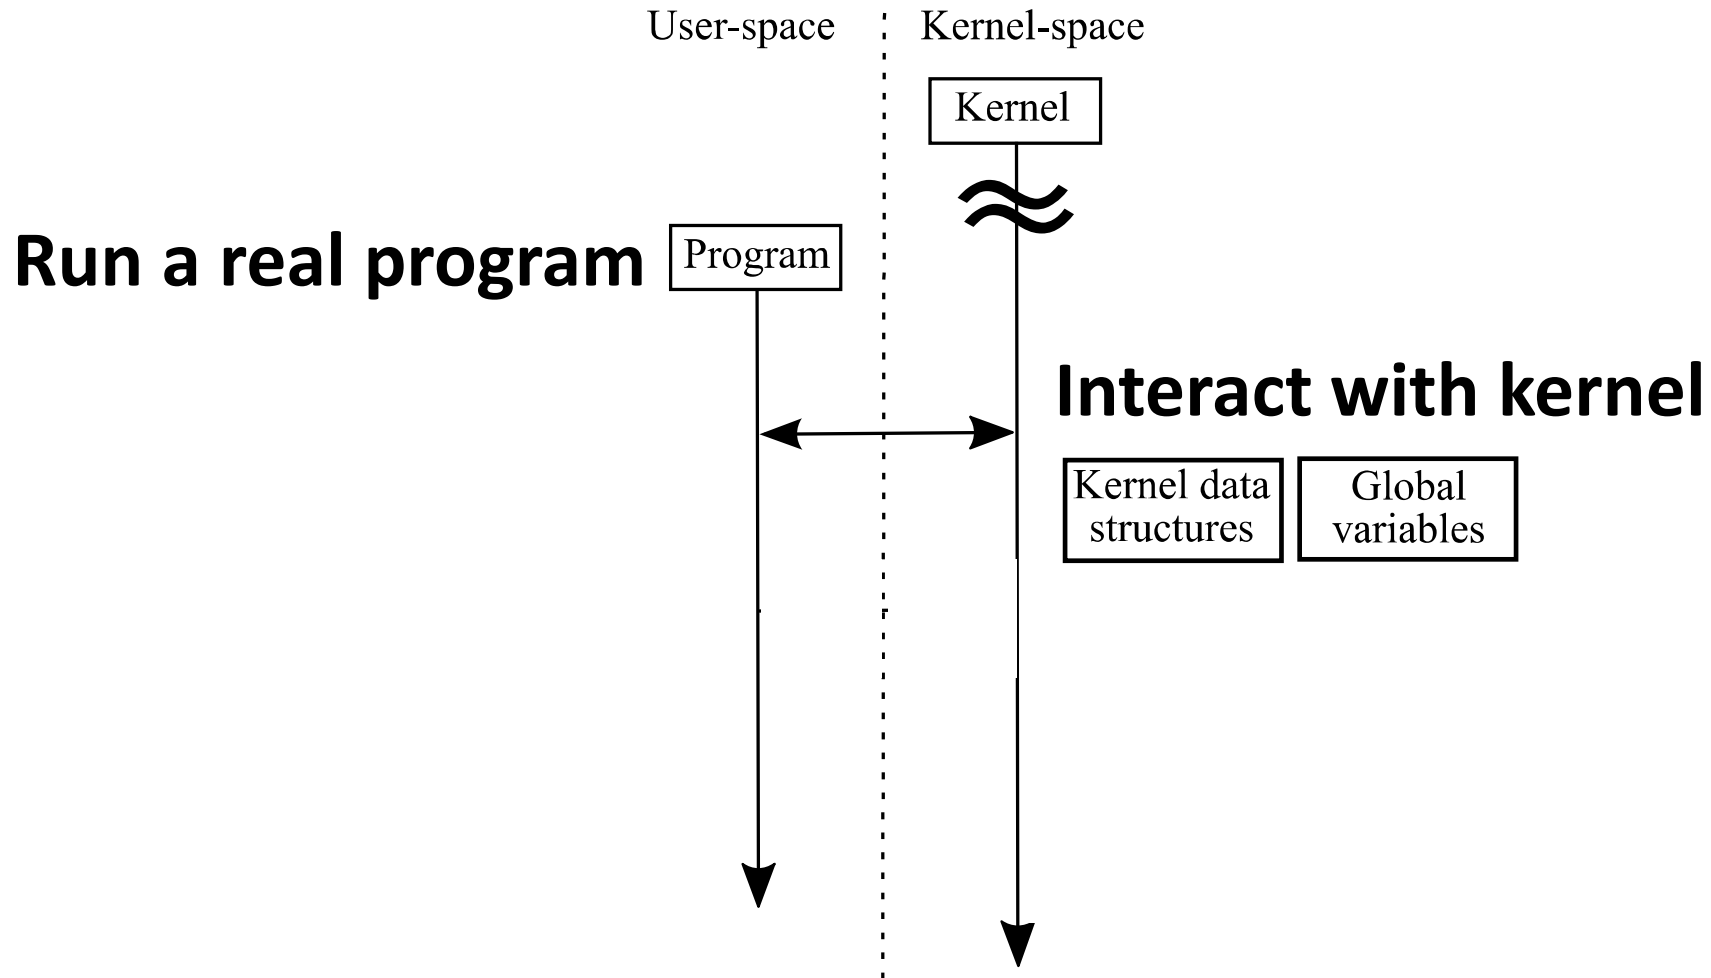 User-space
Kernel-space
Kernel
Run a real program
Program
Interact with kernel
Kernel data
structures
Global
variables